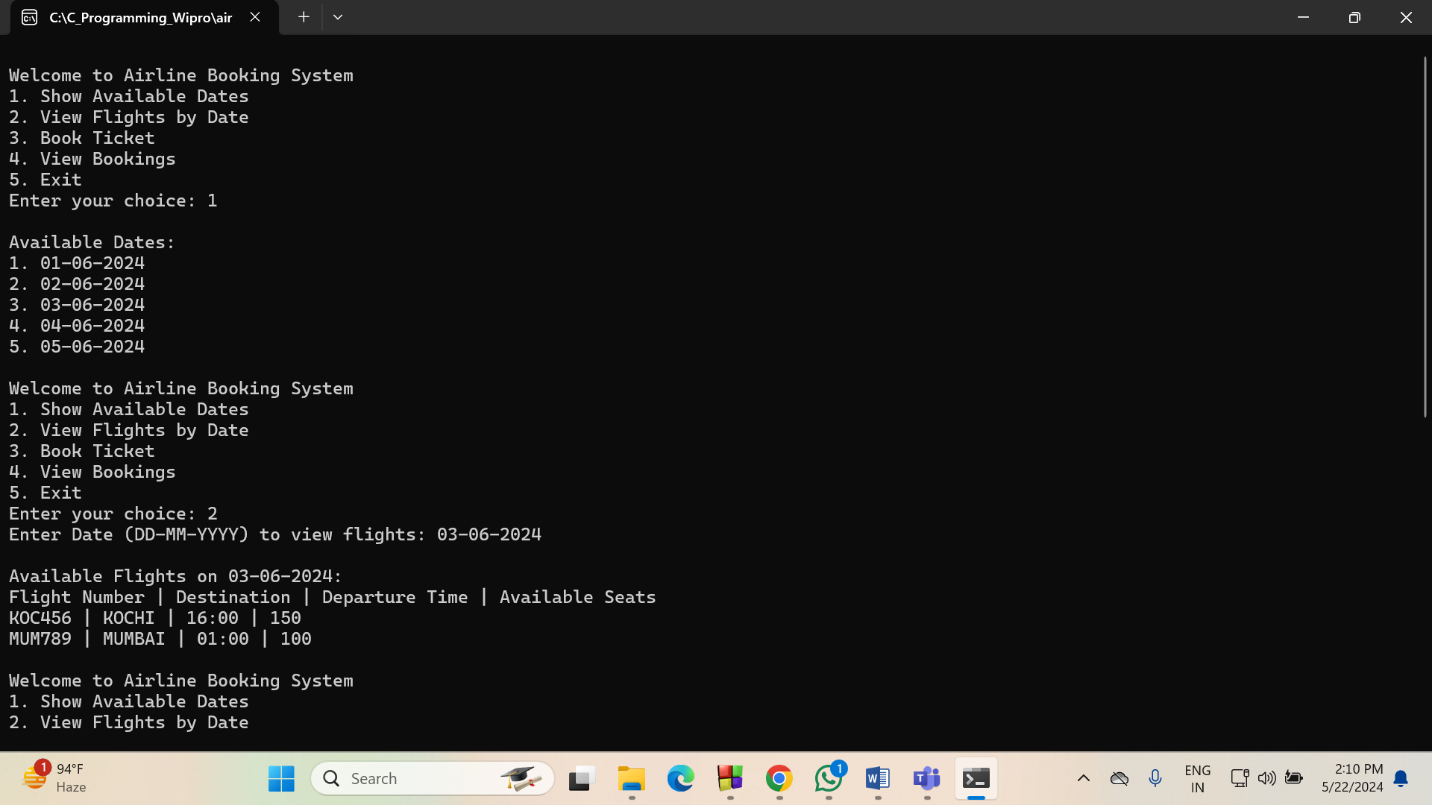 C:\C_Programming_Wipro\air
Welcome to Airline Booking System
1. Show Available Dates
2. View Flights by Date
3. Book Ticket
4. View Bookings
5. Exit
Enter your choice: 1
Available Dates:
1. 01-06-2024
2. 02-06-2024
3. 03-06-2024
4. 04-06-2024
5. 05-06-2024
Welcome to Airline Booking System
1. Show Available Dates
2. View Flights by Date
3. Book Ticket
4. View Bookings
5. Exit
Enter your choice: 2
Enter Date (DD-MM-YYYY) to view flights: 03-06-2024
Available Flights on 03-06-2024:
Flight Number | Destination | Departure Time | Available Seats
KOC456 | KOCHI | 16:00 | 150
MUM789 | MUMBAI | 01:00 | 100
Welcome to Airline Booking System
1. Show Available Dates
2. View Flights by Date
1
94°F
Haze
Search
1
ENG
IN
2:10 PM
5/22/2024